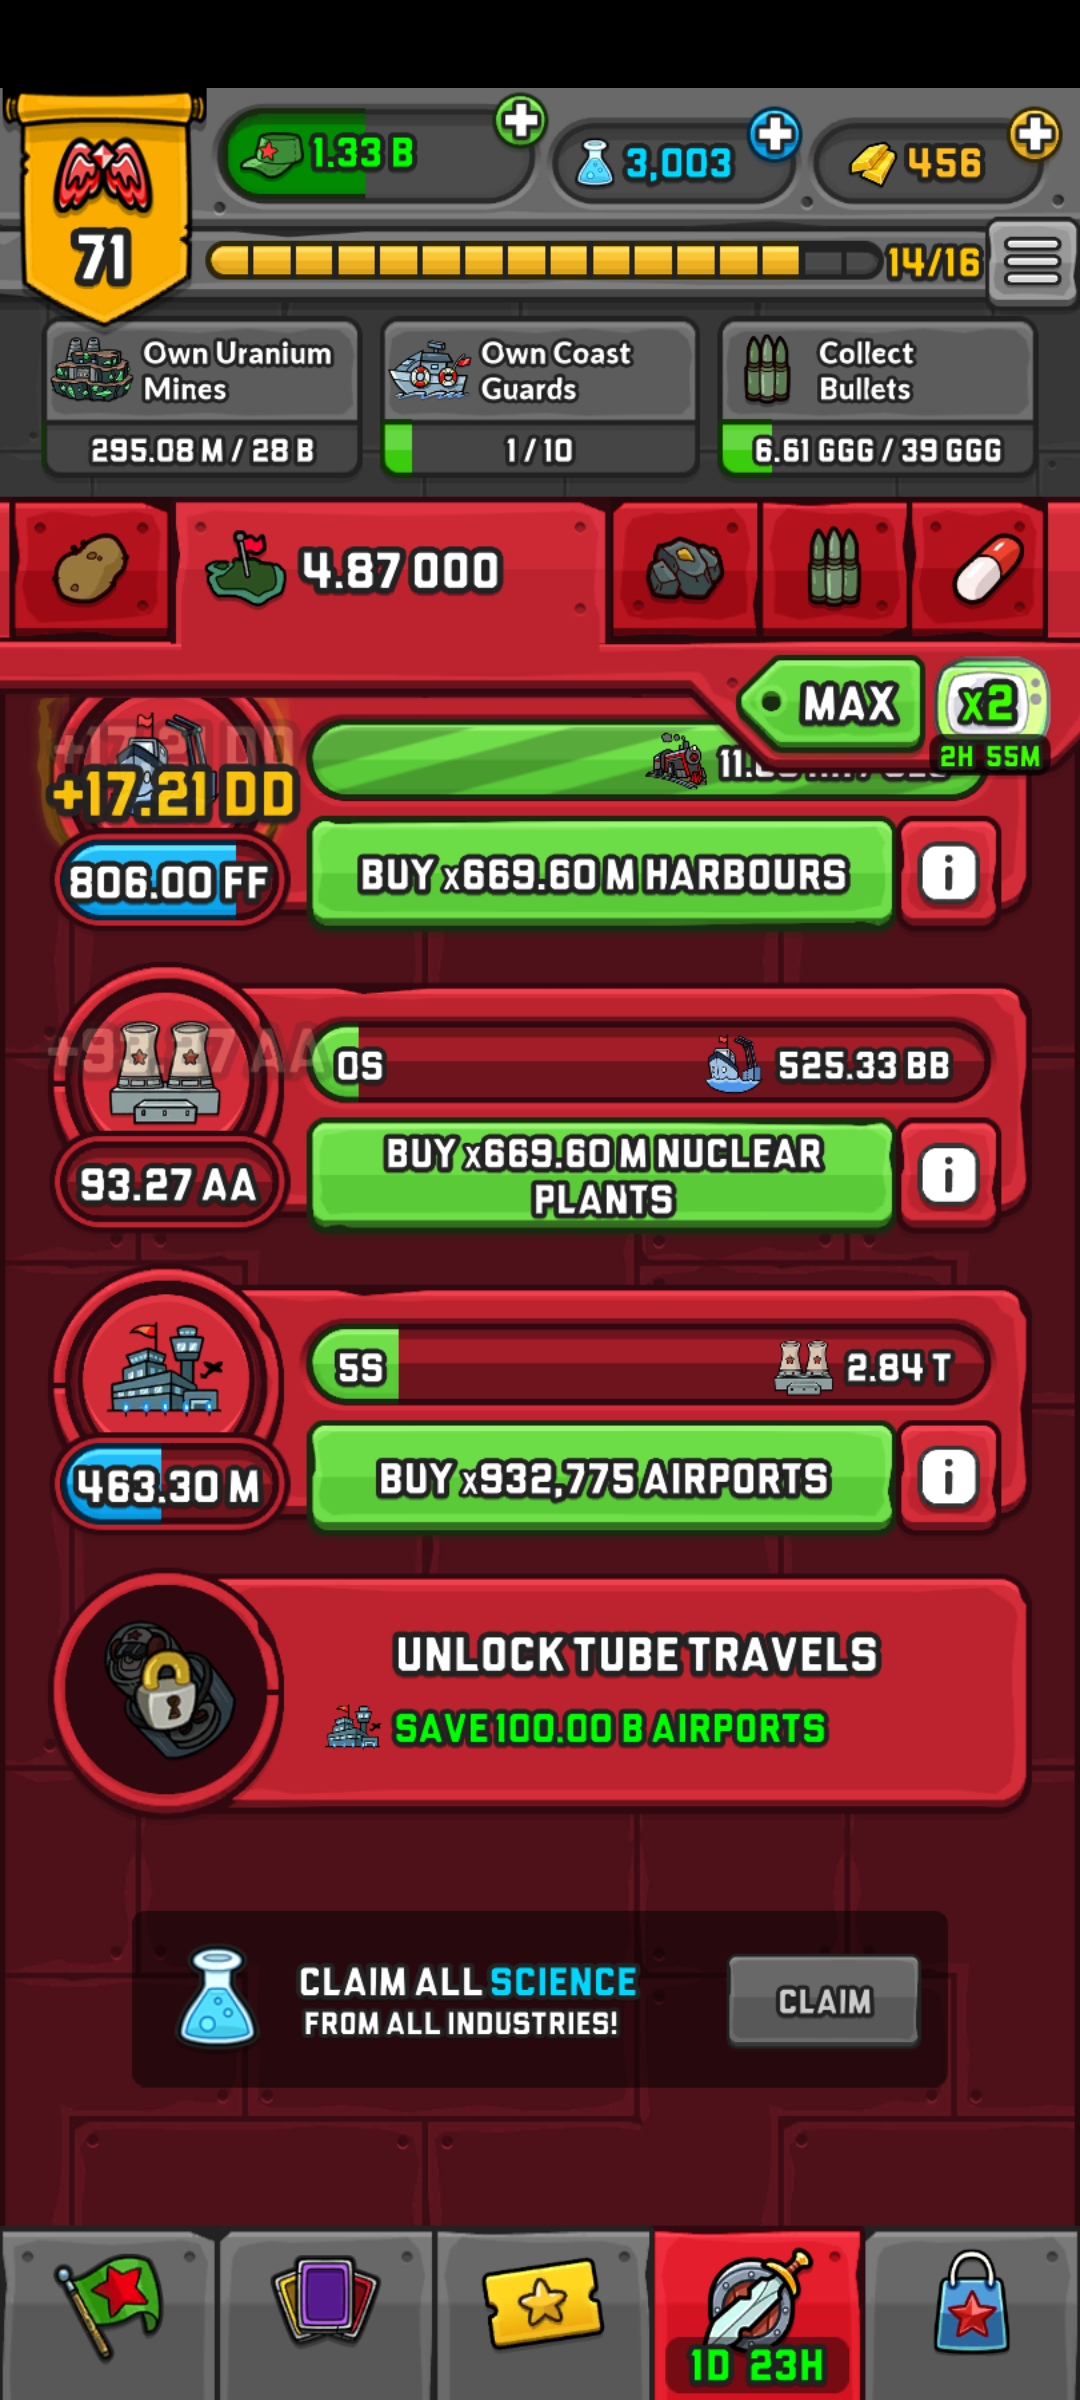 1.33 B
3,003
456
71
14/16
Own Uranium
Mines
295.08 M / 28 B
Own Coast
Guards
1/10
Collect
Bullets
6.61 GGG / 39 GGG
4.87 OOO
MAX
x2
2H 55M
+17.21 DD
+17.21 DD
806.00 FF
BUY x669.60 M HARBOURS
i
0S
525.33 BB
93.27 AA
BUY x669.60 M NUCLEAR
PLANTS
i
5S
2.84 T
463.30 M
BUY x932,775 AIRPORTS
i
UNLOCK TUBE TRAVELS
SAVE 100.00 B AIRPORTS
CLAIM ALL SCIENCE
FROM ALL INDUSTRIES!
CLAIM
1D 23H